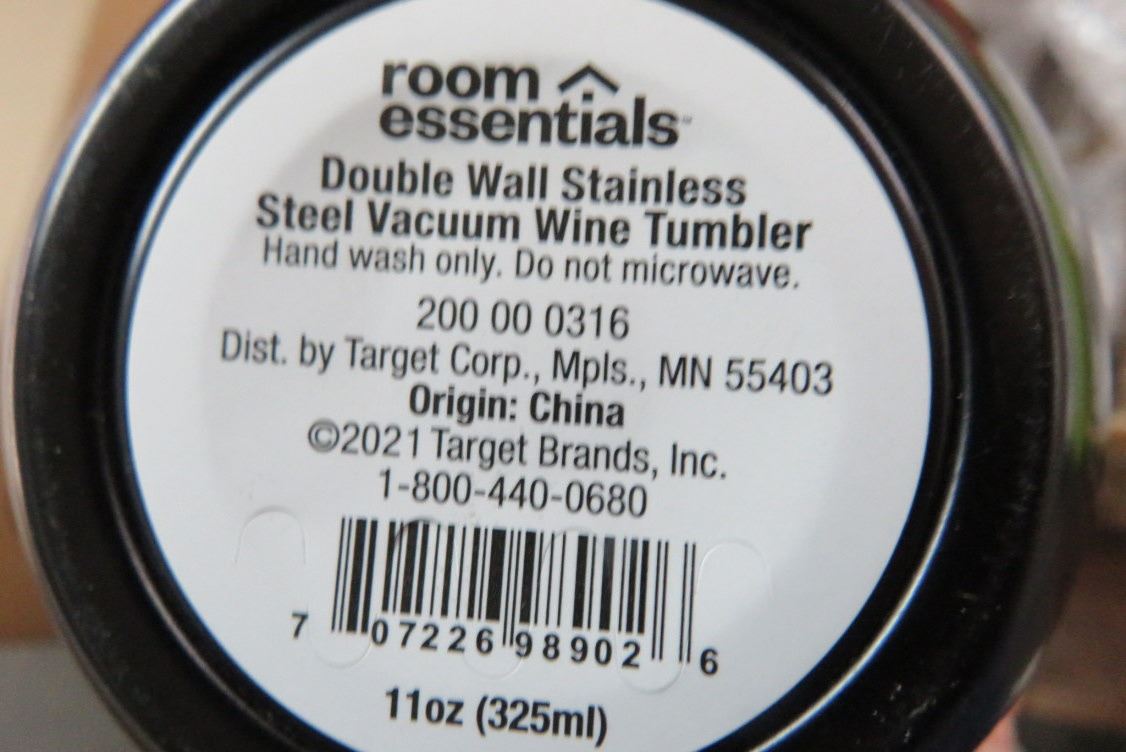 room
essentials™
Double Wall Stainless
Steel Vacuum Wine Tumbler
Hand wash only. Do not microwave.
200 00 0316
Dist. by Target Corp., Mpls., MN 55403
Origin: China
©2021 Target Brands, Inc.
1-800-440-0680
7 07226 98902 6
11oz (325ml)